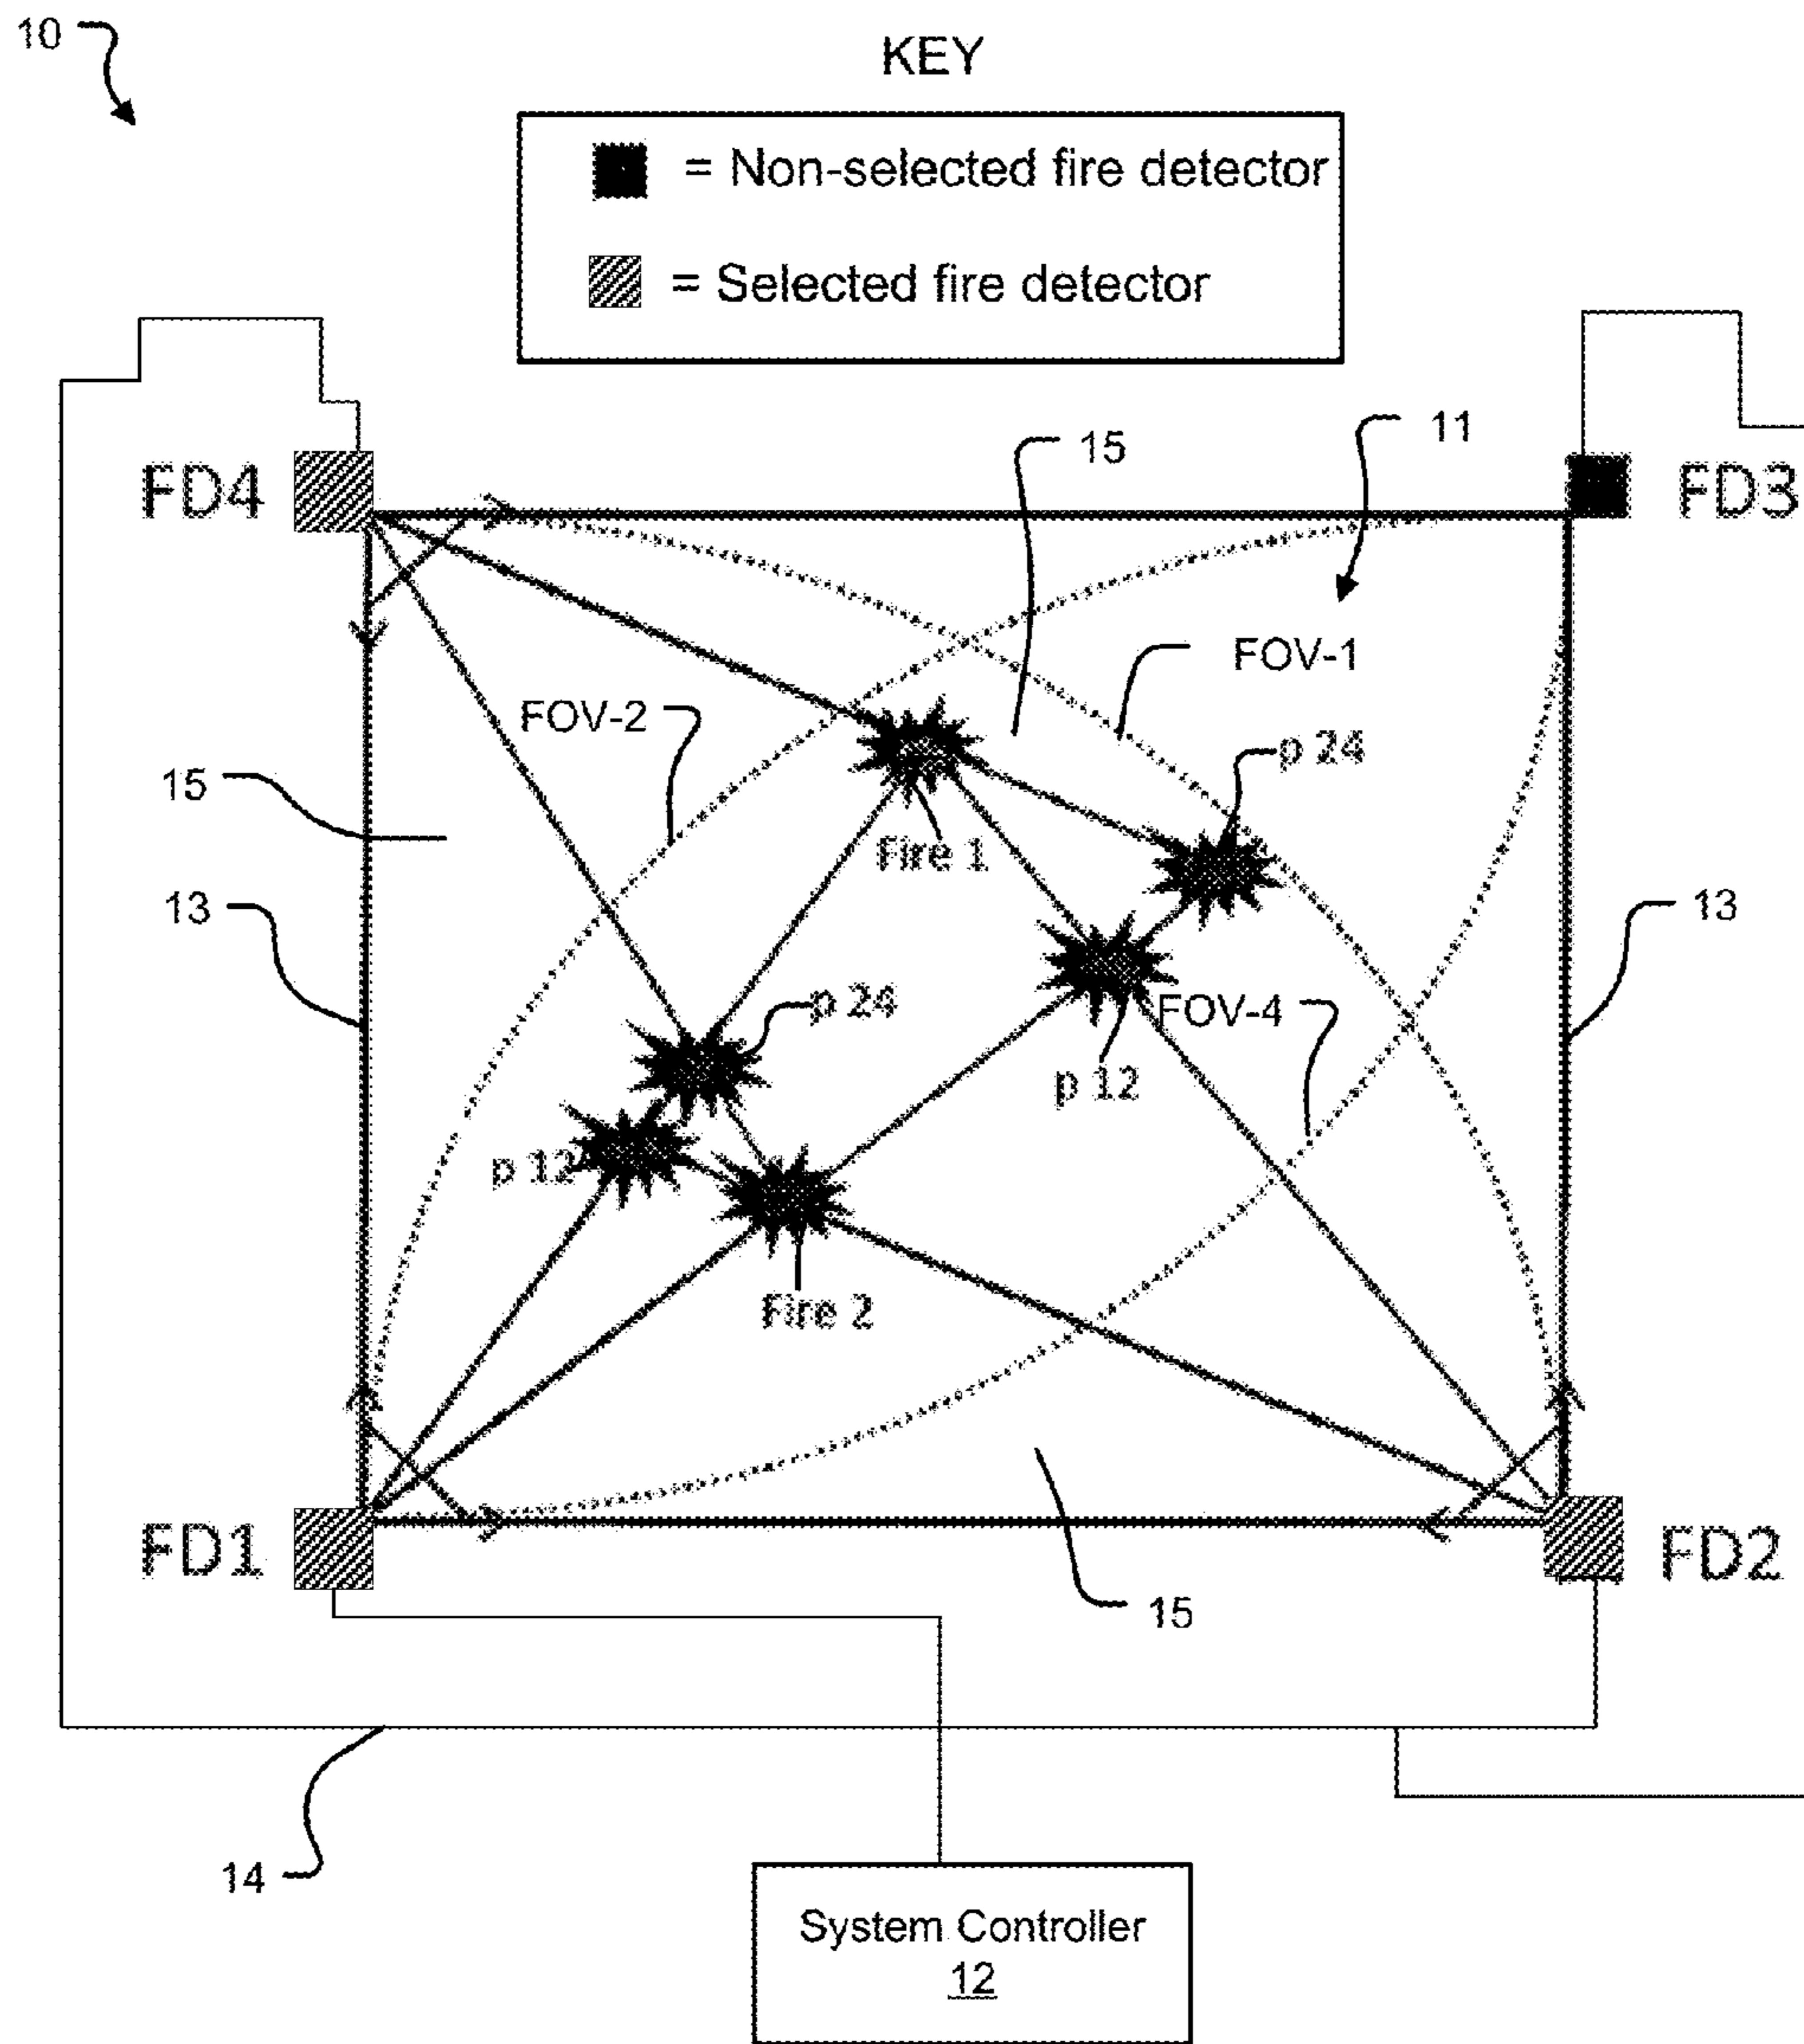 10
KEY
= Non-selected fire detector
= Selected fire detector
FD4
15
11
FD3
FOV-1
FOV-2
p 24
15
Fire 1
13
13
p 24
FOV-4
p 12
p 12
Fire 2
FD1
FD2
15
14
System Controller
12